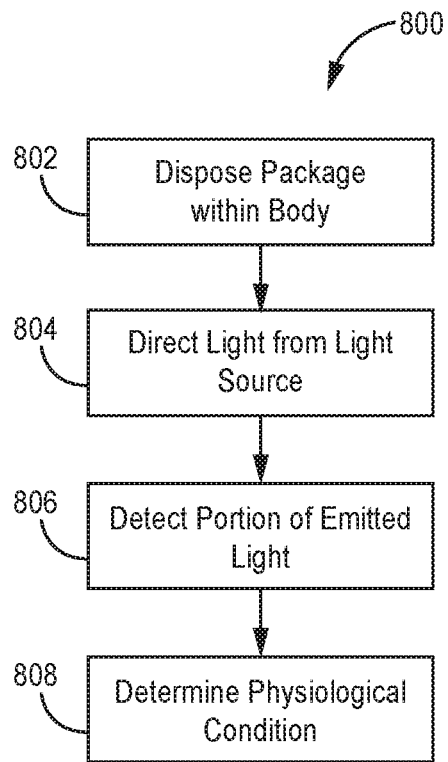 800
802
Dispose Package
within Body
804
Direct Light from Light
Source
806
Detect Portion of Emitted
Light
808
Determine Physiological
Condition